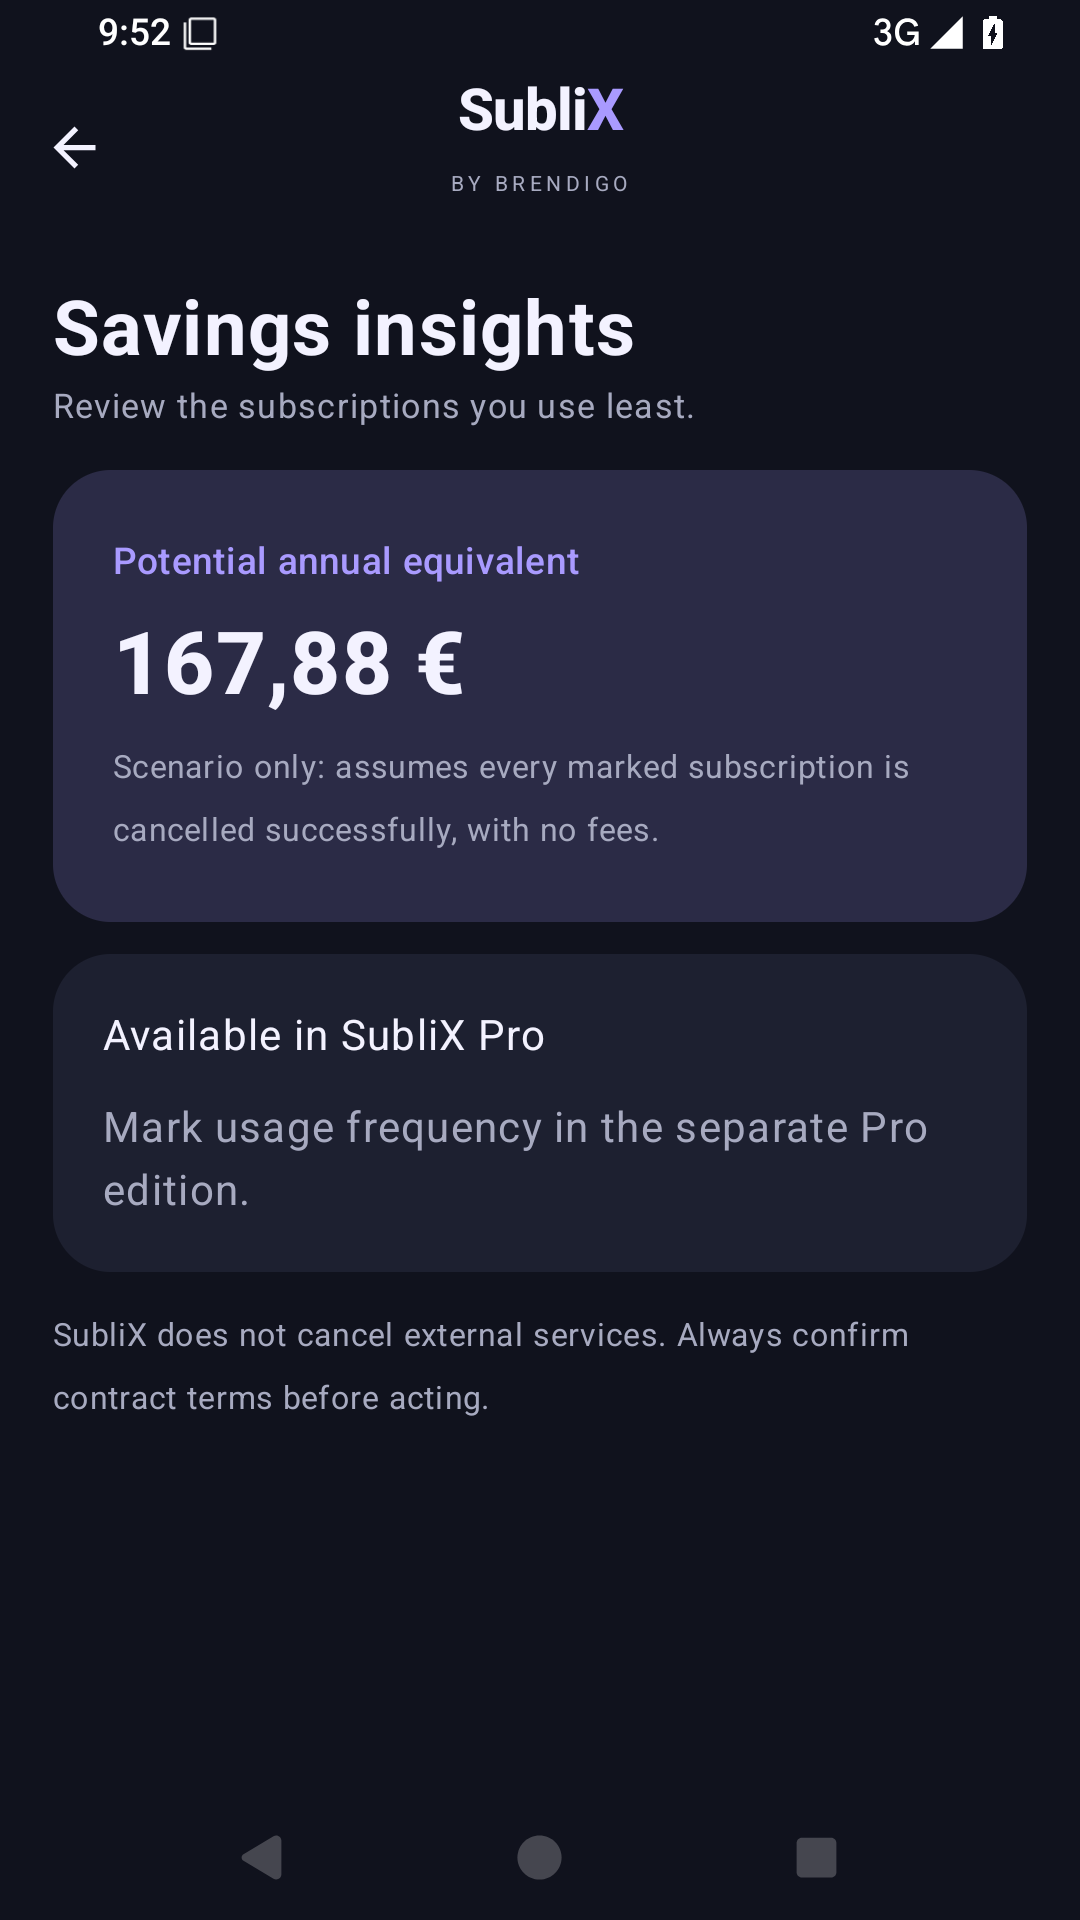 9:52
3G
SubliX
BY BRENDIGO
Savings insights
Review the subscriptions you use least.
Potential annual equivalent
167,88 €
Scenario only: assumes every marked subscription is
cancelled successfully, with no fees.
Available in SubliX Pro
Mark usage frequency in the separate Pro
edition.
SubliX does not cancel external services. Always confirm
contract terms before acting.